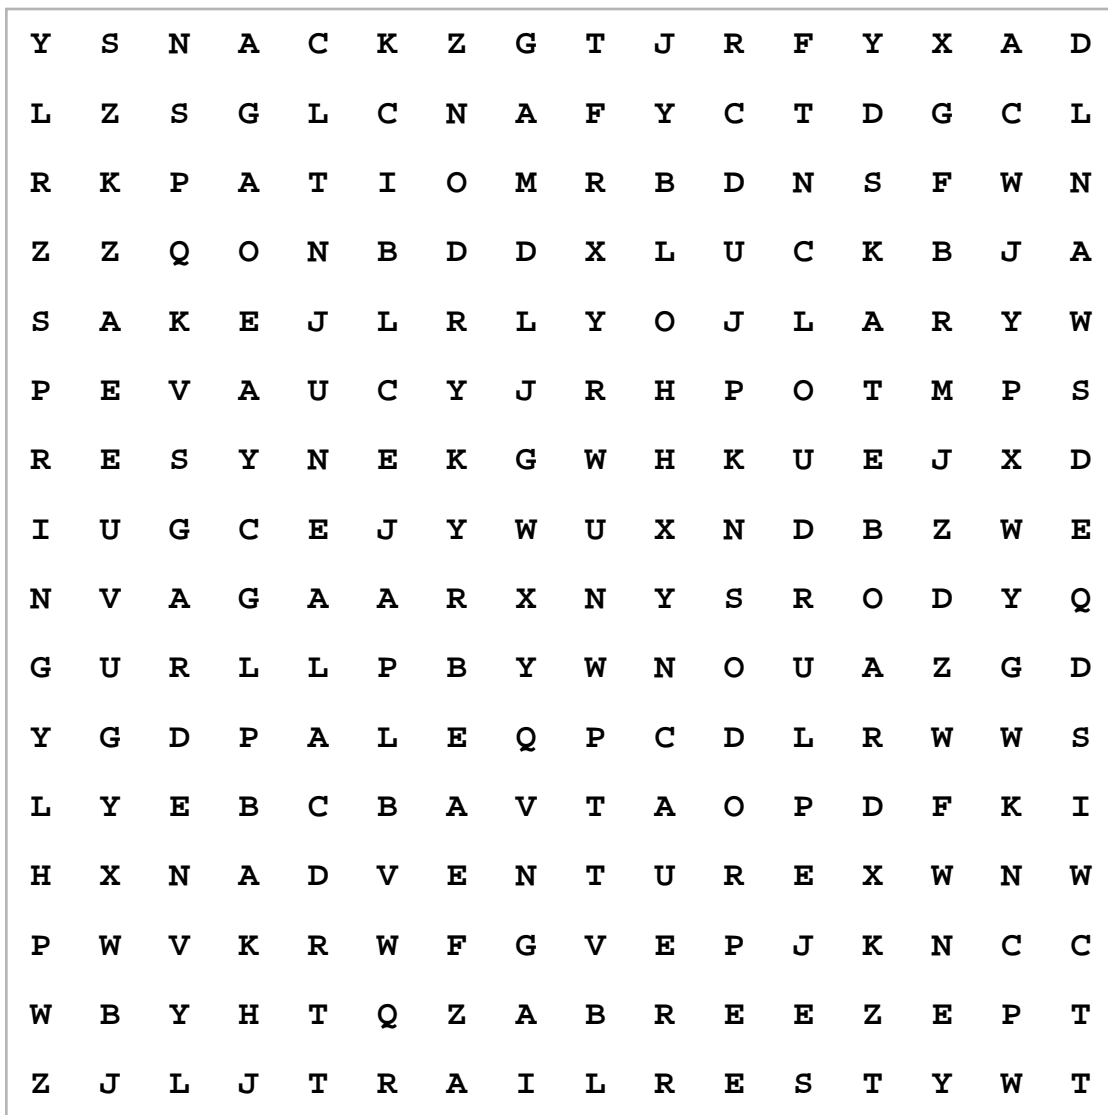 Y S N A C K Z G T J R F Y X A D
L Z S G L C N A F Y C T D G C L
R K P A T I O M R B D N S F W N
Z Z Q O N B D D X L U C K B J A
S A K E J L R L Y O J L A R Y W
P E V A U C Y J R H P O T M P S
R E S Y N E K G W H K U E J X D
I U G C E J Y W U X N D B Z W E
N V A G A A R X N Y S R O D Y Q
G U R L L P B Y W N O U A Z G D
Y G D P A L E Q P C D L R W W S
L Y E B C B A V T A O P D F K I
H X N A D V E N T U R E X W N W
P W V K R W F G V E P J K N C C
W B Y H T Q Z A B R E E Z E P T
Z J L J T R A I L R E S T Y W T